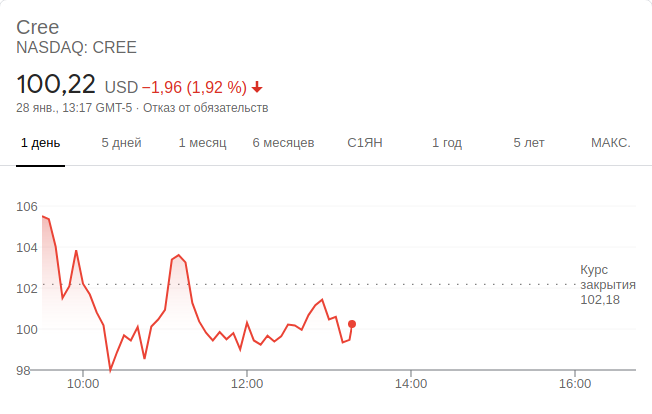 Cree
NASDAQ: CREE
100,22 USD −1,96 (1,92 %)
28 янв., 13:17 GMT-5 · Отказ от обязательств
1 день 5 дней 1 месяц 6 месяцев С1ЯН 1 год 5 лет МАКС.
106
104
Курс
102 закрытия
102,18
100
98
10:00 12:00 14:00 16:00